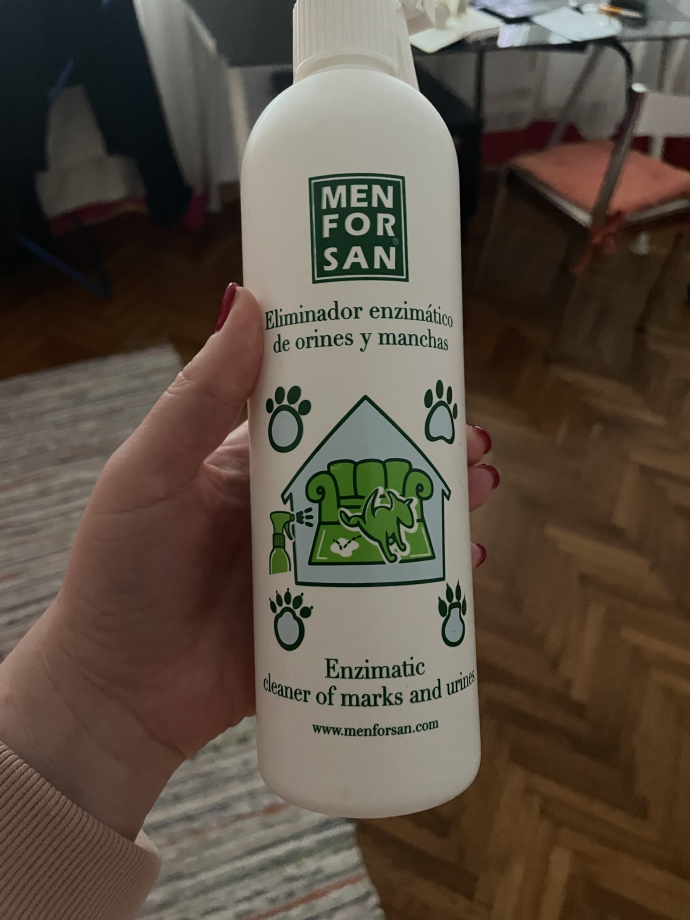 MEN
FOR
SAN®
Eliminador enzimático
de orines y manchas
Enzimatic
cleaner of marks and urines
www.menforsan.com